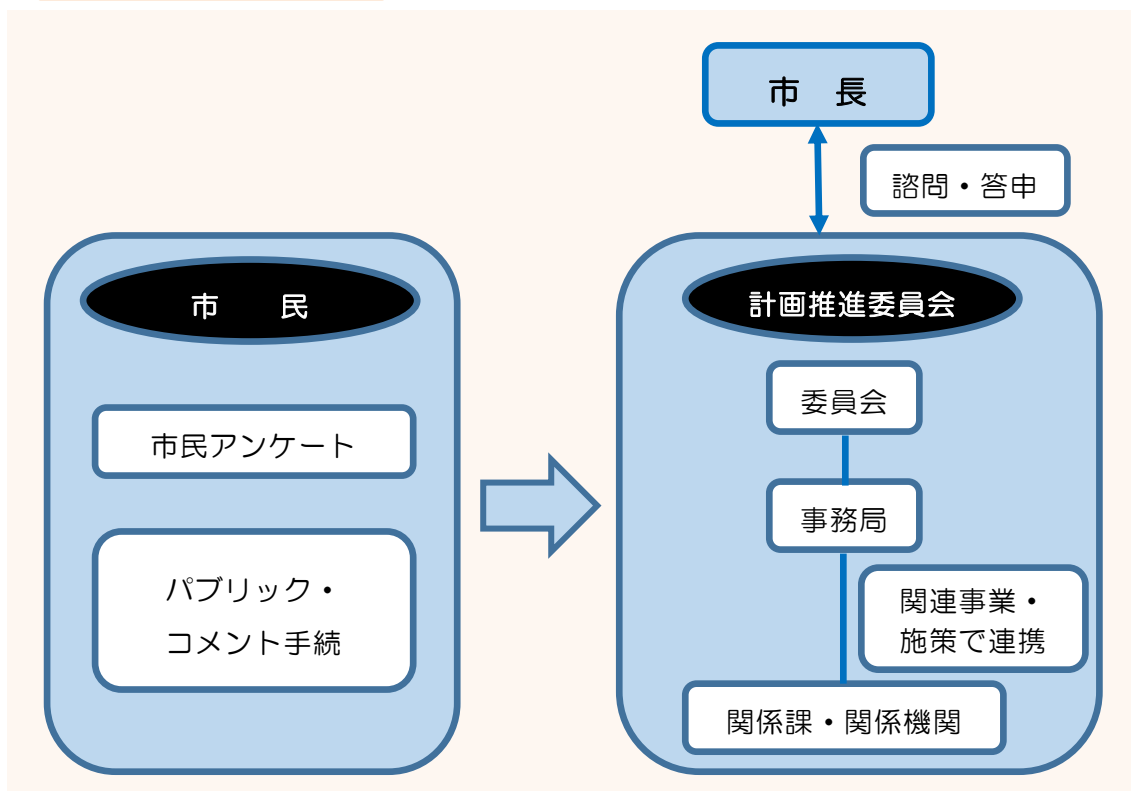 市　長
諮問・答申
市　　民
市民アンケート
パブリック・
コメント手続
計画推進委員会
委員会
事務局
関連事業・
施策で連携
関係課・関係機関